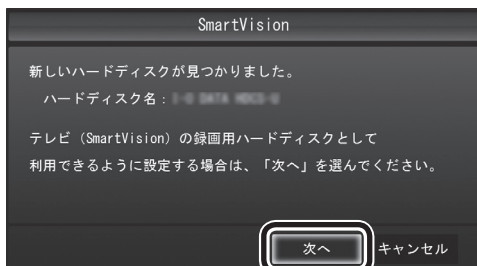 SmartVision
新しいハードディスクが見つかりました。
ハードディスク名：
テレビ（SmartVision）の録画用ハードディスクとして
利用できるように設定する場合は、「次へ」を選んでください。
次へ
キャンセル